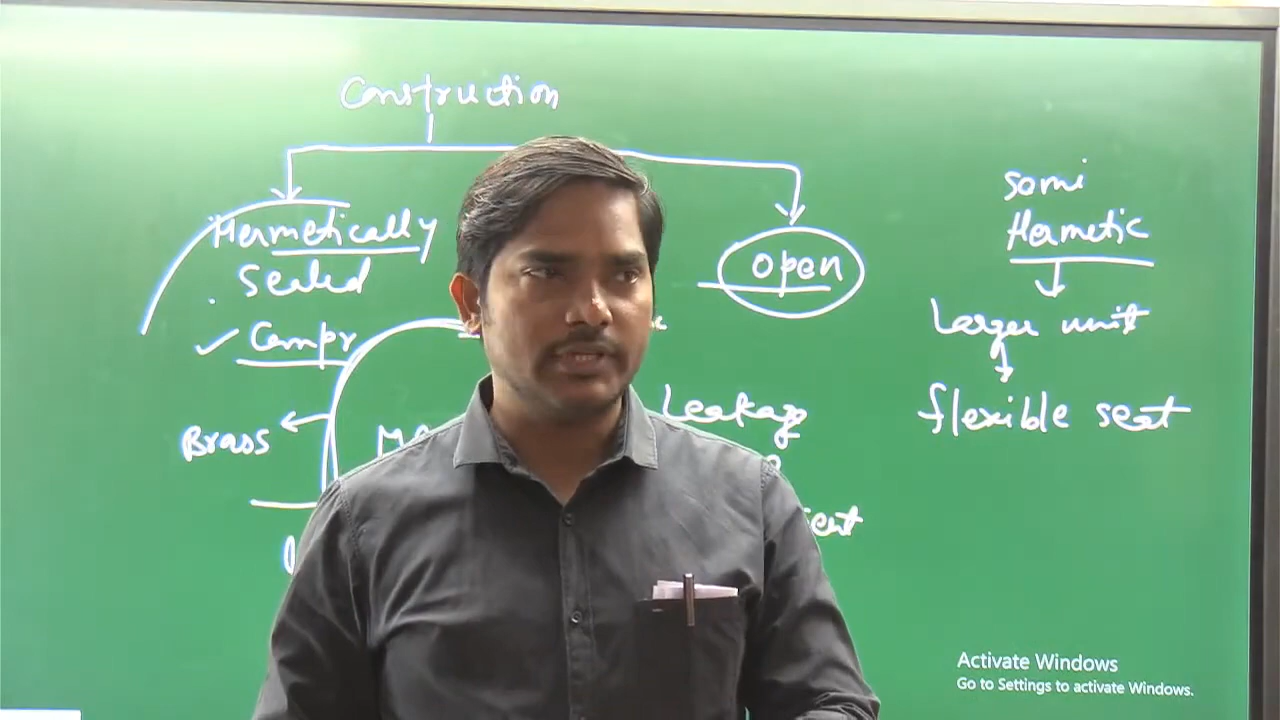 Construction
Hermetically
Sealed
Compr
Brass
open
Leakage
Somi
Hermetic
Larger unit
flexible seat
Activate Windows
Go to Settings to activate Windows.